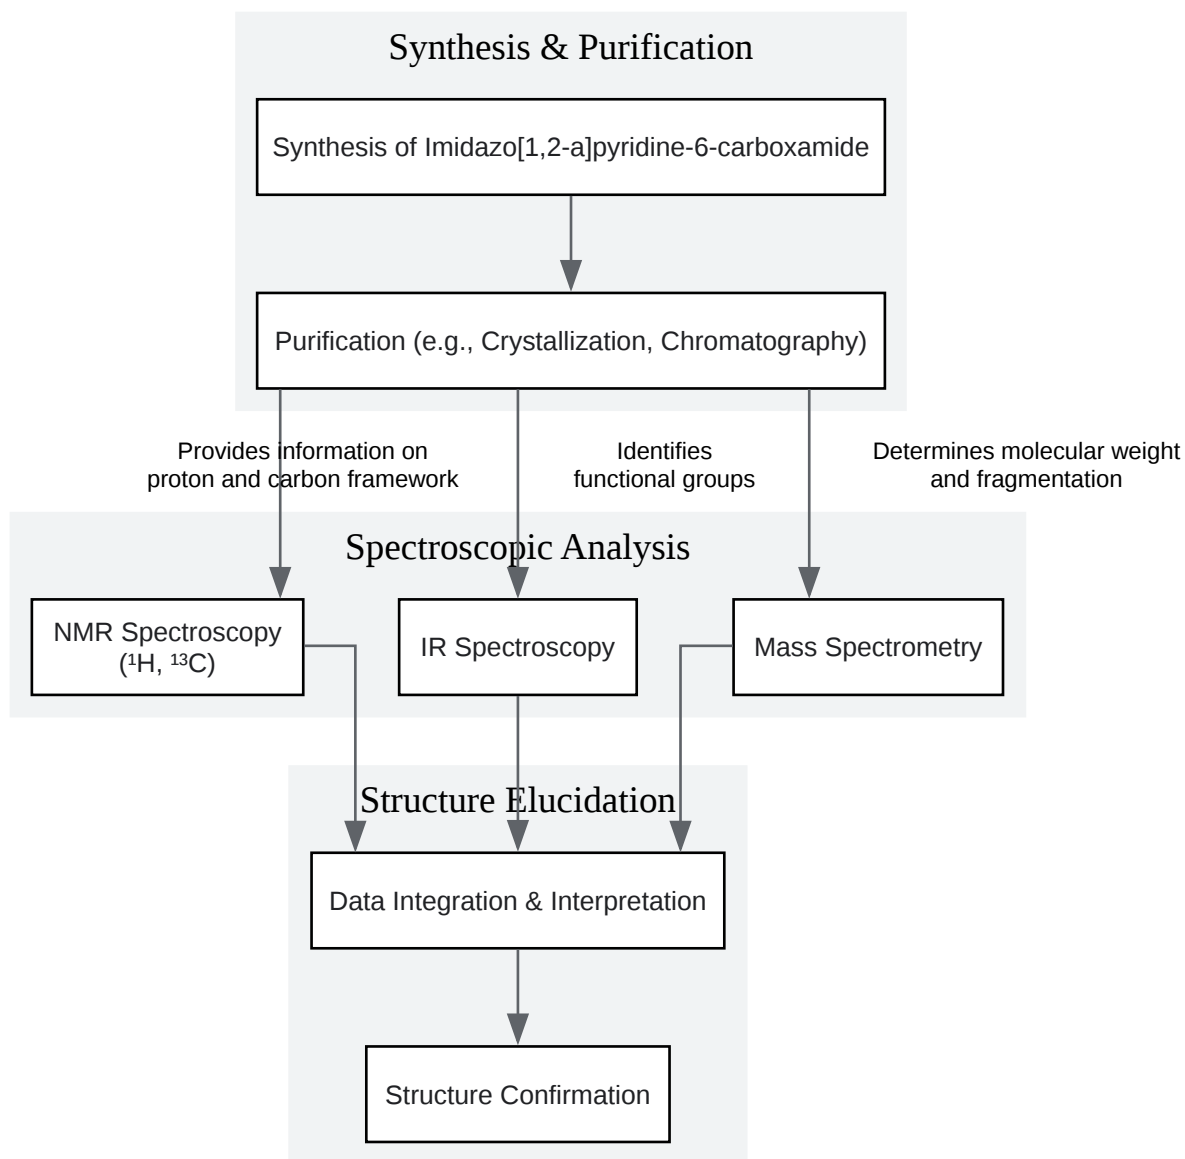 Synthesis & Purification
Synthesis of Imidazo[1,2-a]pyridine-6-carboxamide
Purification (e.g., Crystallization, Chromatography)
Provides information on
proton and carbon framework
Identifies
functional groups
Determines molecular weight
and fragmentation
Spectroscopic Analysis
NMR Spectroscopy
(¹H, ¹³C)
IR Spectroscopy
Mass Spectrometry
Structure Elucidation
Data Integration & Interpretation
Structure Confirmation